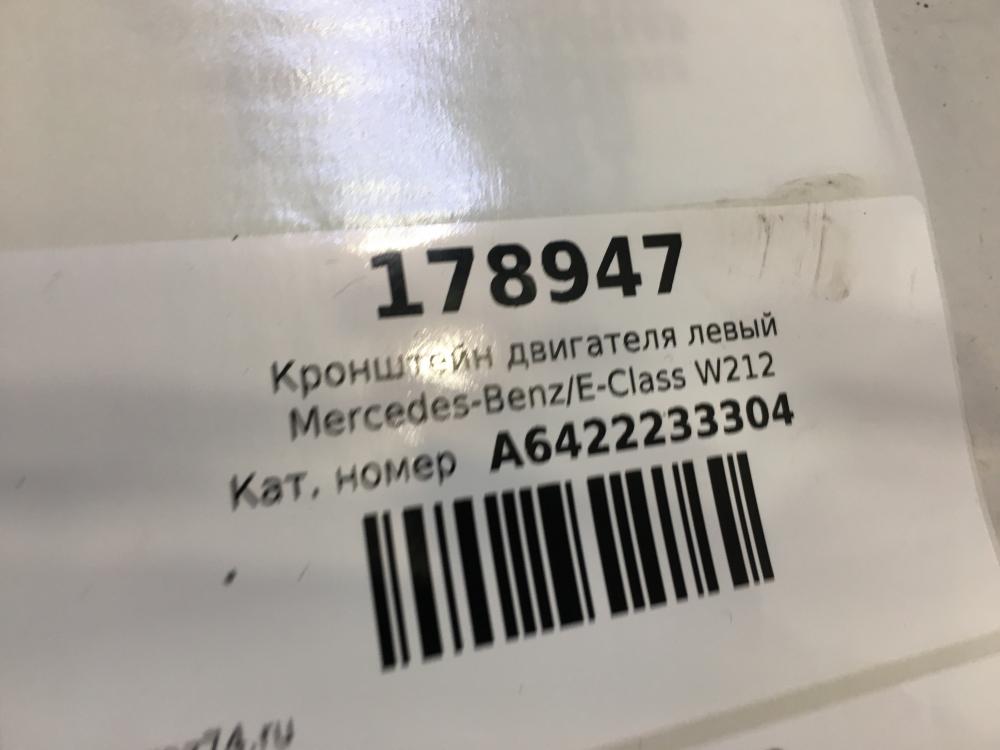 178947
Кронштейн двигателя левый
Mercedes-Benz/E-Class W212
Кат. номер A6422233304